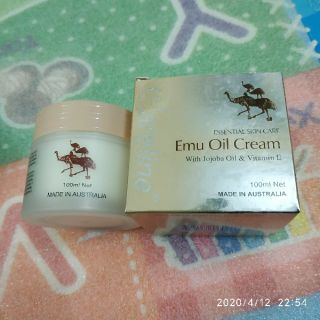 100ml Net
MADE IN AUSTRALIA
ESSENTIAL SKIN CARE
Emu Oil Cream
With Jojoba Oil & Vitamin E
100ml Net
MADE IN AUSTRALIA
2020/4/12 22:54